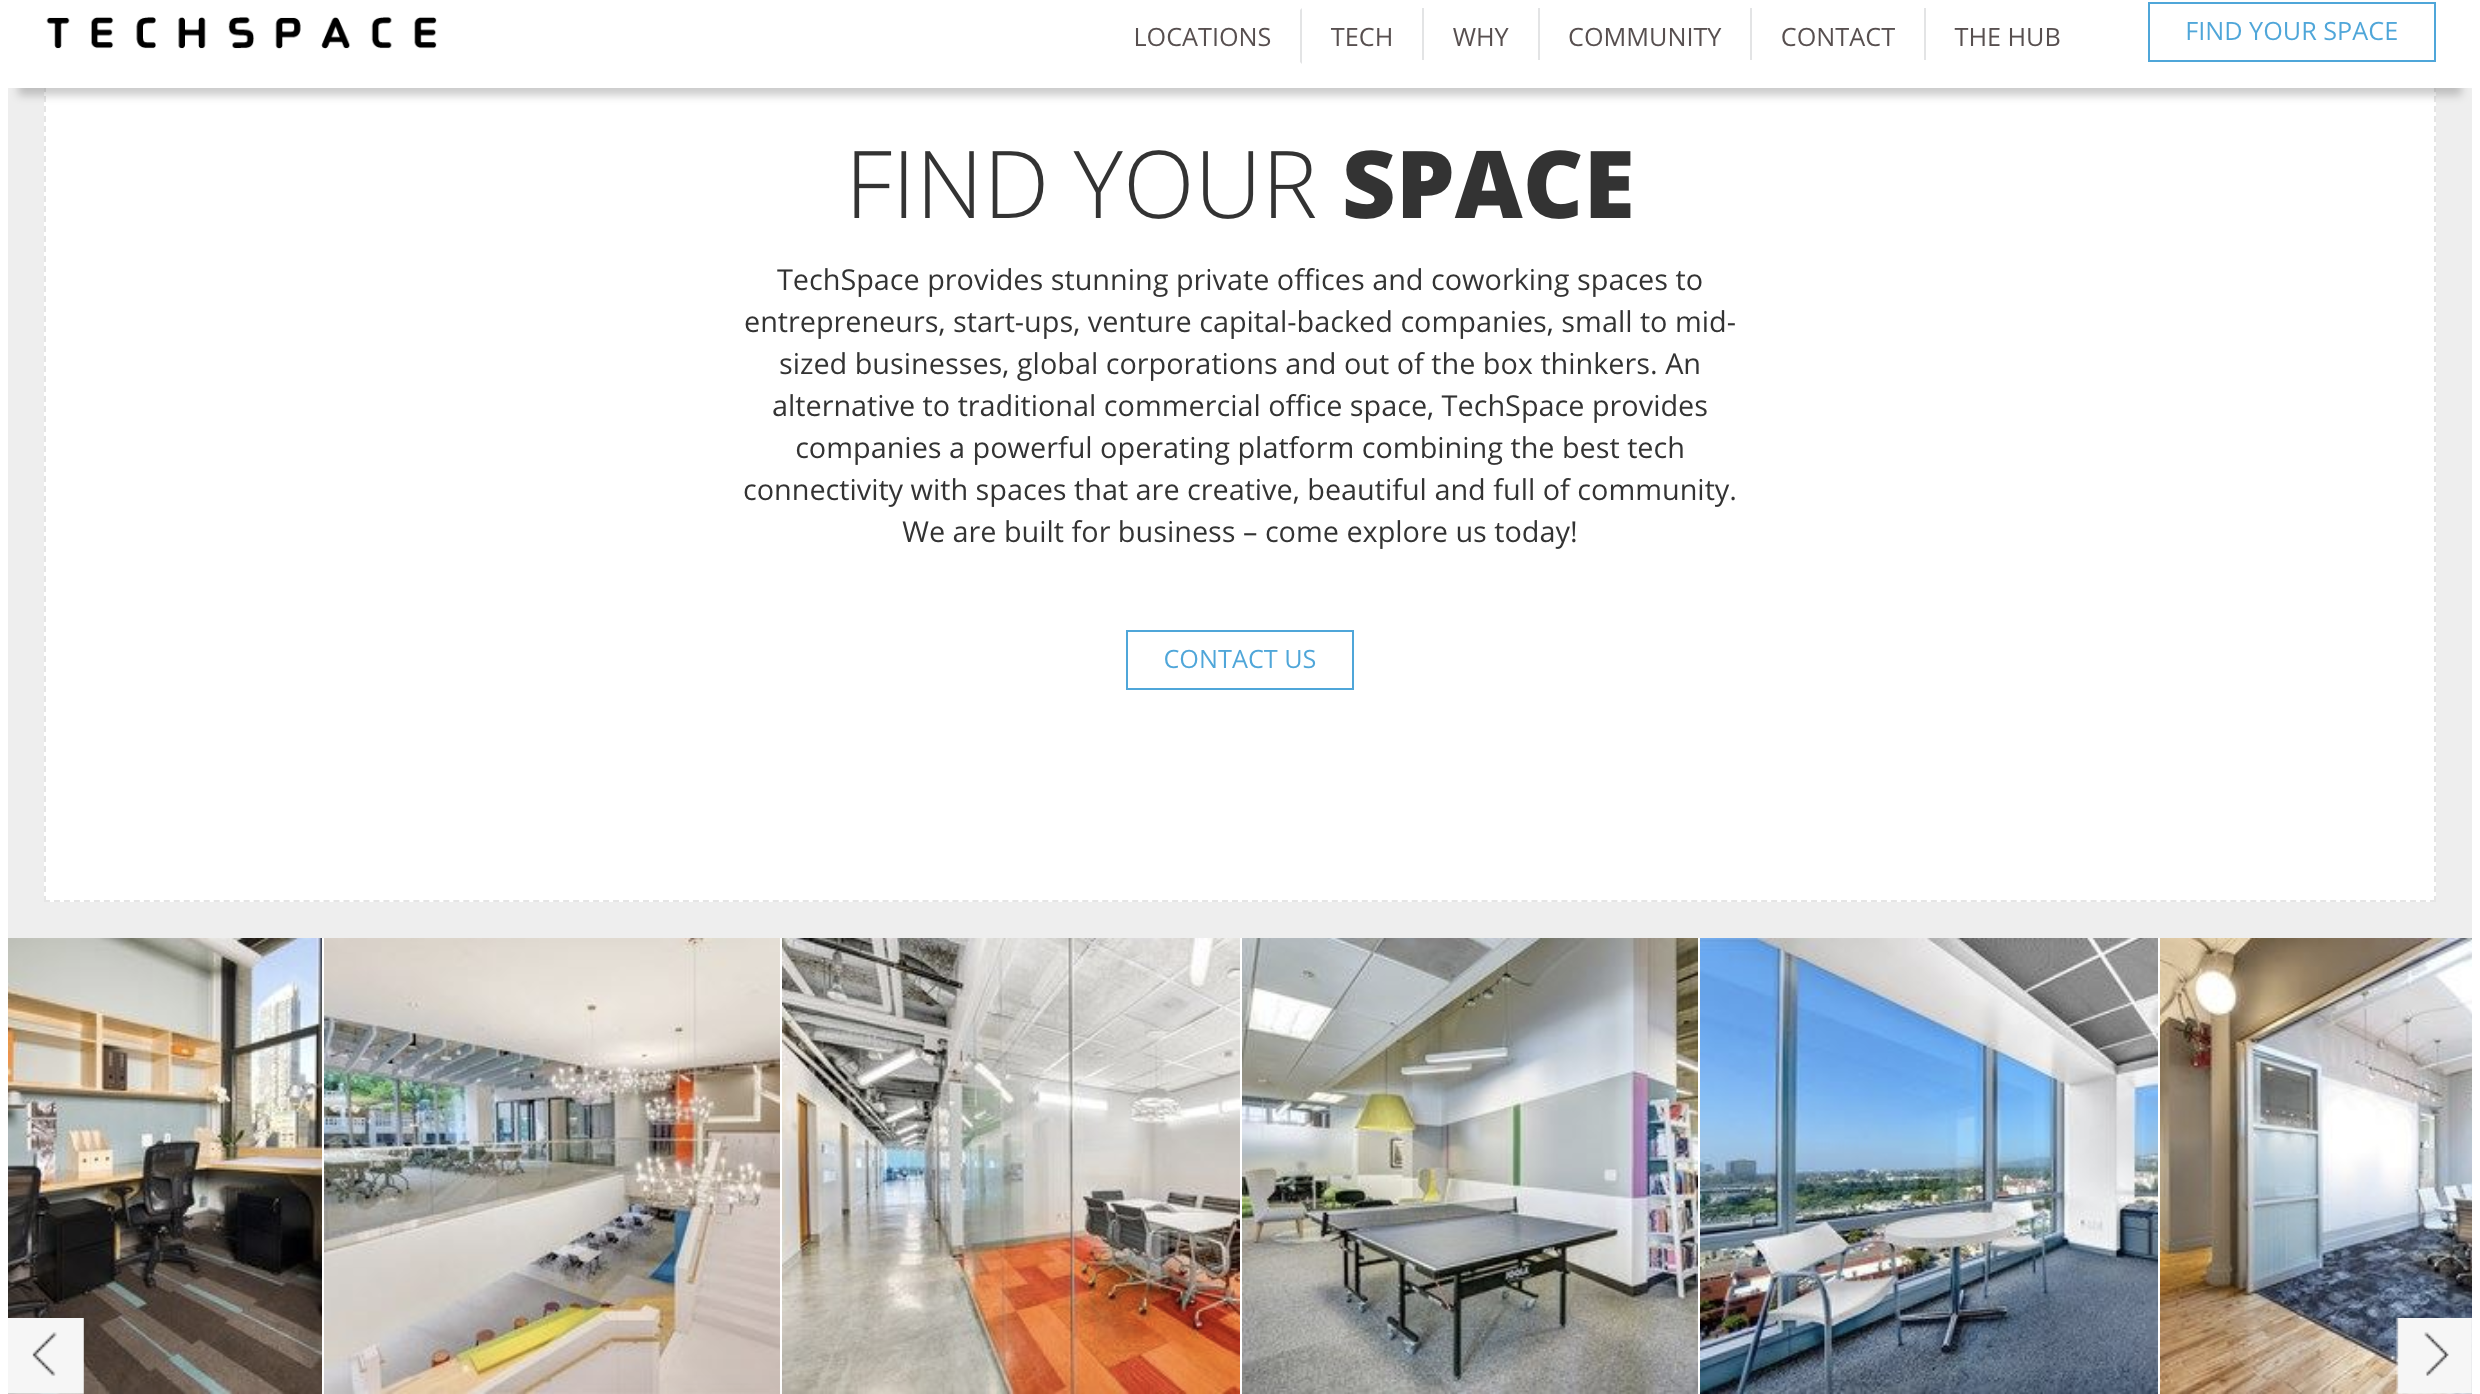 TECHSPACE
LOCATIONS
TECH
WHY
COMMUNITY
CONTACT
THE HUB
FIND YOUR SPACE
FIND YOUR SPACE
TechSpace provides stunning private offices and coworking spaces to
entrepreneurs, start-ups, venture capital-backed companies, small to mid-
sized businesses, global corporations and out of the box thinkers. An
alternative to traditional commercial office space, TechSpace provides
companies a powerful operating platform combining the best tech
connectivity with spaces that are creative, beautiful and full of community.
We are built for business – come explore us today!
CONTACT US